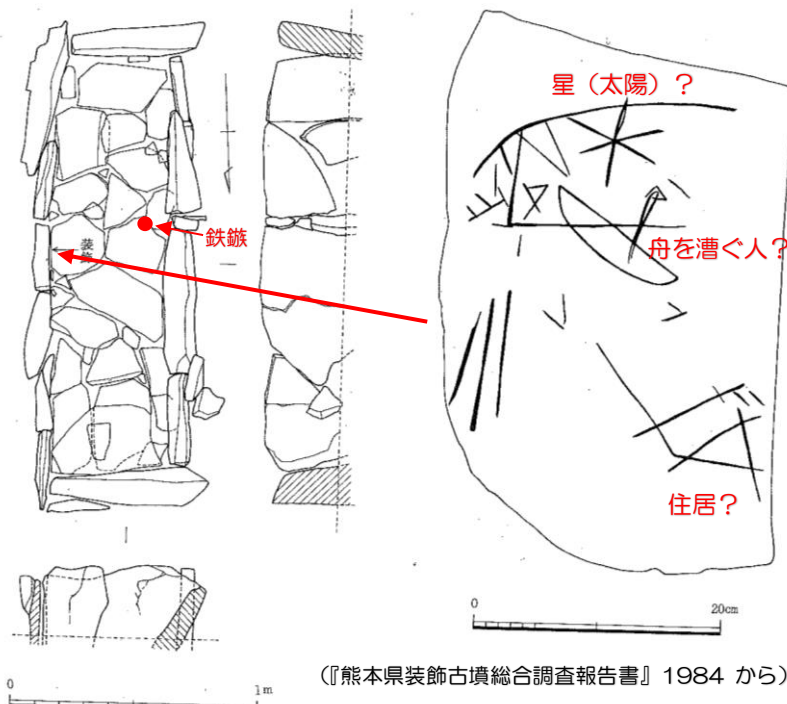 星（太陽）？
鉄鏃
装飾
舟を漕ぐ人？
住居？
0 20cm
0 1m
（『熊本県装飾古墳総合調査報告書』1984 から）